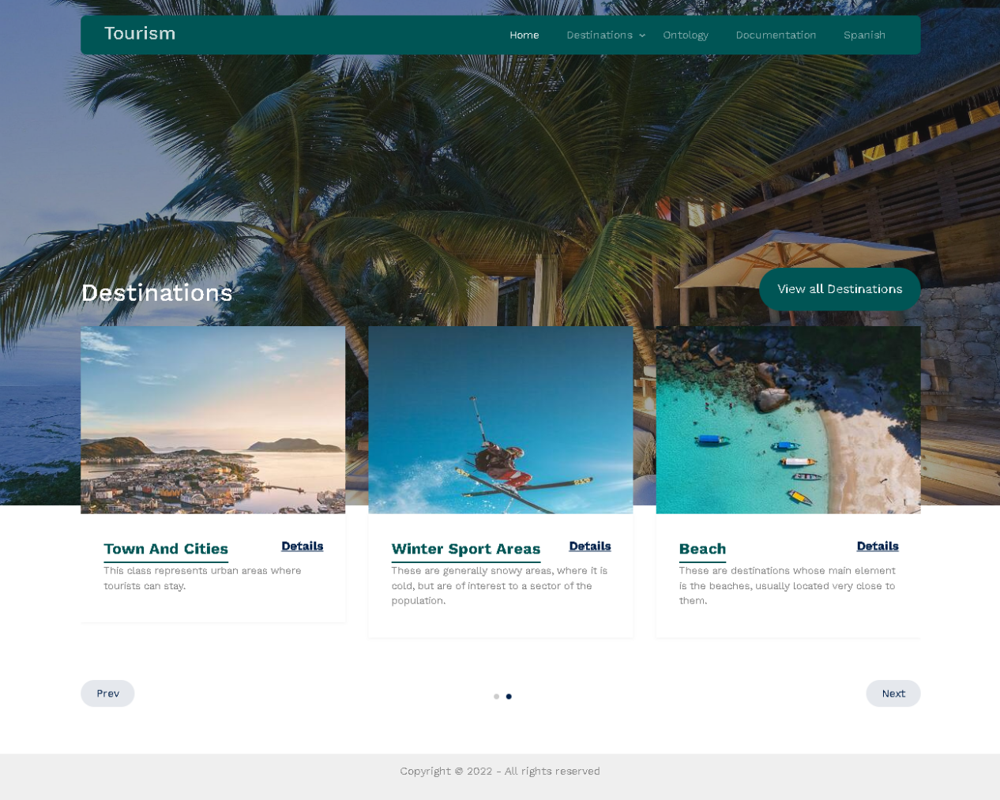 Tourism
Home Destinations Ontology Documentation Spanish
Destinations
View all Destinations
Town And Cities Details
This class represents urban areas where
tourists can stay.
Winter Sport Areas Details
These are generally snowy areas, where it is
cold, but are of interest to a sector of the
population.
Beach Details
These are destinations whose main element
is the beaches, usually located very close to
them.
Prev
Next
Copyright © 2022 - All rights reserved